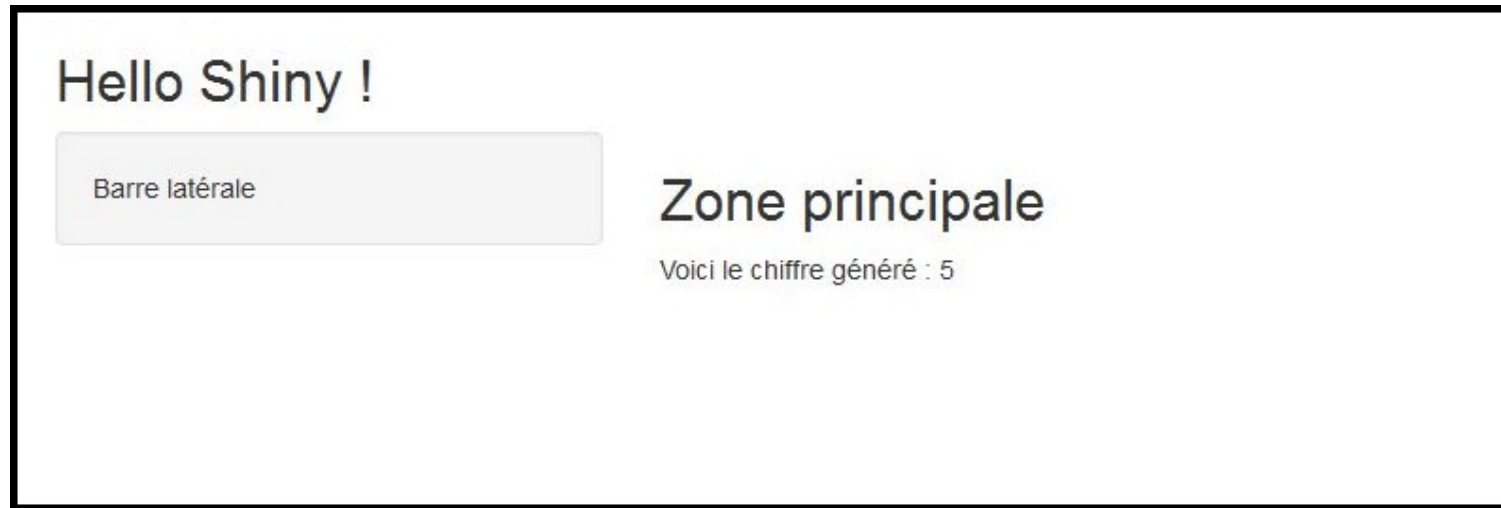 Hello Shiny !
Barre latérale
Zone principale
Voici le chiffre généré : 5